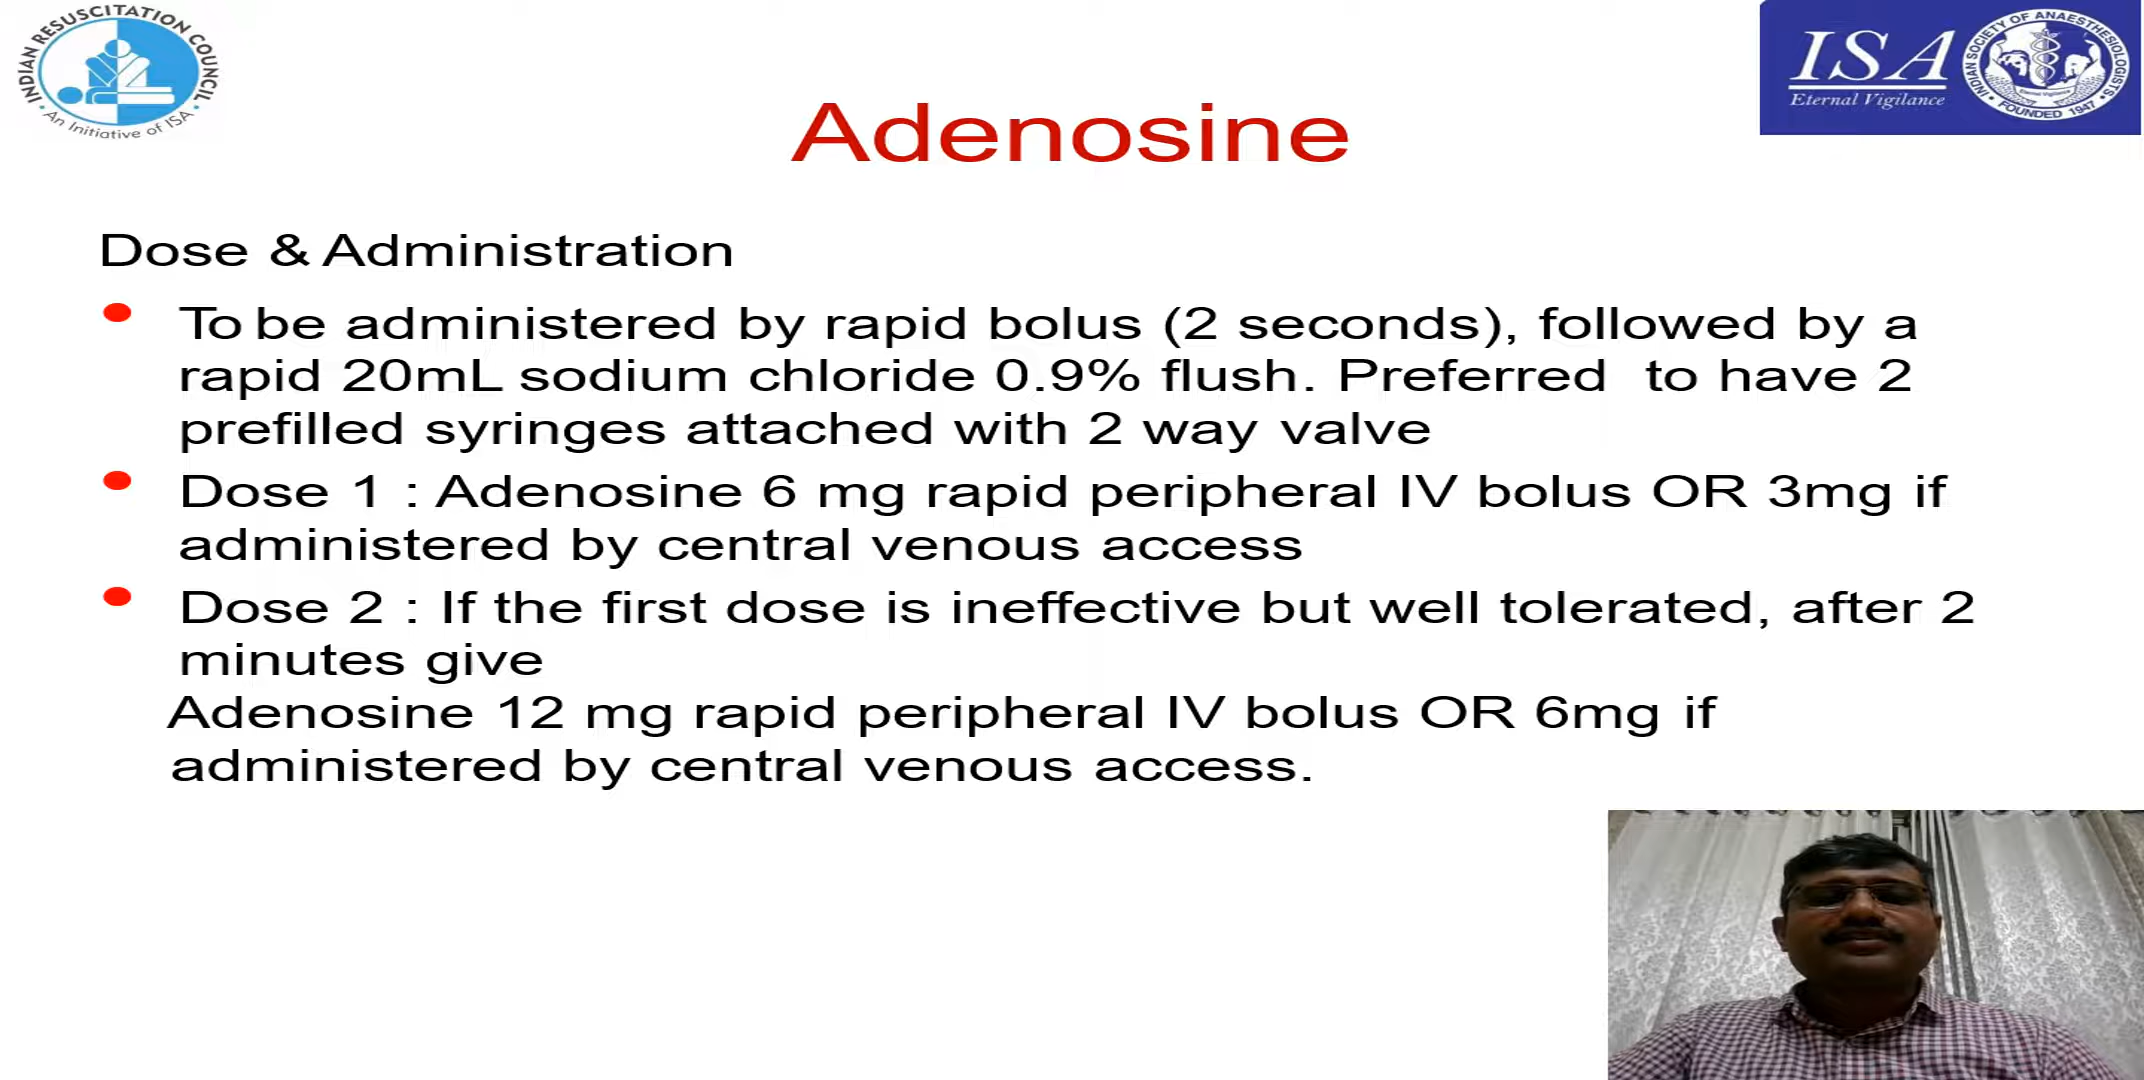 INDIAN RESUSCITATION COUNCIL
An Initiative of ISA
ISA
Eternal Vigilance
INDIAN SOCIETY OF ANAESTHESIOLOGISTS
Eternal Vigilance
FOUNDED 1947
Adenosine
Dose & Administration
• To be administered by rapid bolus (2 seconds), followed by a
rapid 20mL sodium chloride 0.9% flush. Preferred to have 2
prefilled syringes attached with 2 way valve
• Dose 1 : Adenosine 6 mg rapid peripheral IV bolus OR 3mg if
administered by central venous access
• Dose 2 : If the first dose is ineffective but well tolerated, after 2
minutes give
Adenosine 12 mg rapid peripheral IV bolus OR 6mg if
administered by central venous access.